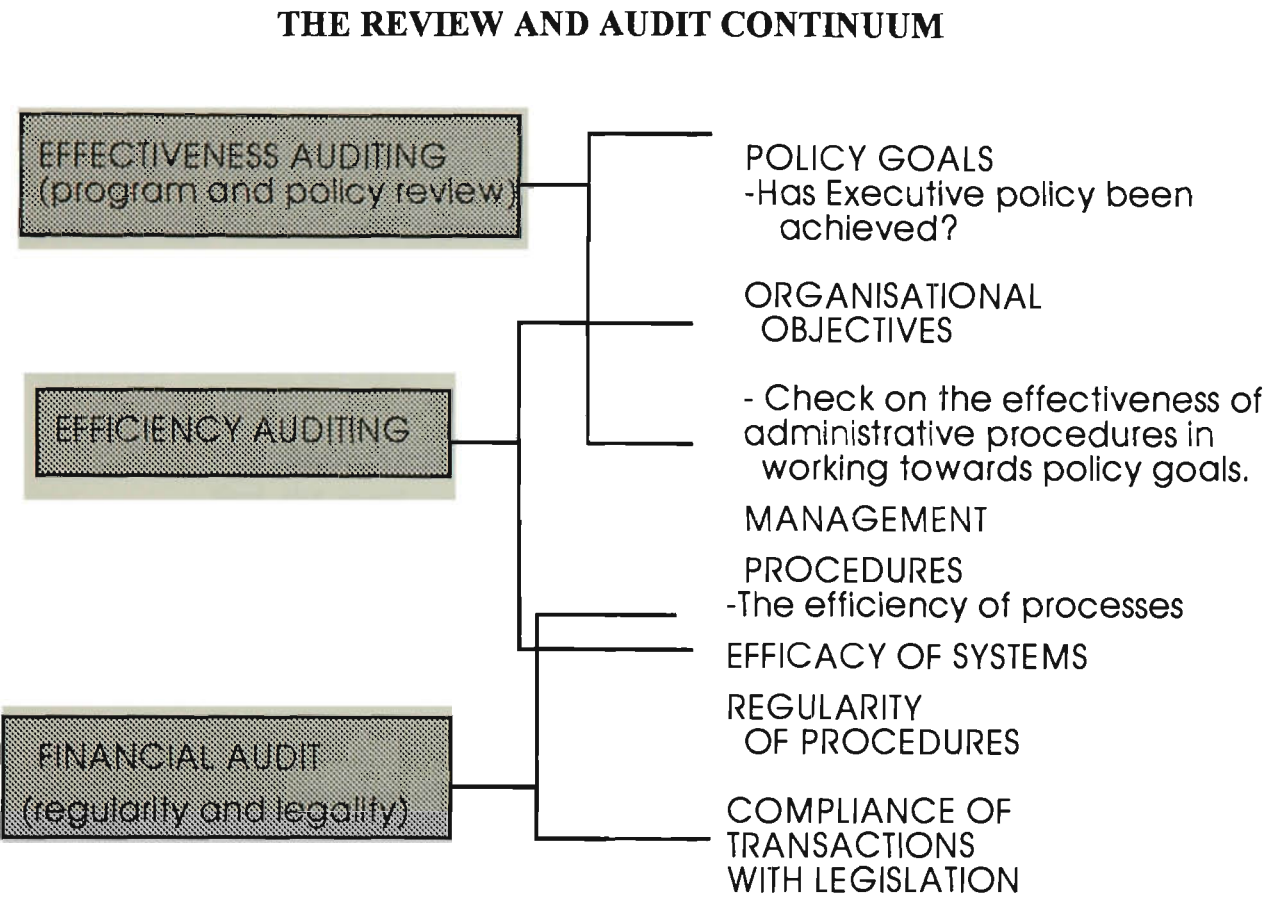 THE REVIEW AND AUDIT CONTINUUM
EFFECTIVENESS AUDITING
(program and policy review)
POLICY GOALS
-Has Executive policy been
achieved?
ORGANISATIONAL
OBJECTIVES
EFFICIENCY AUDITING
- Check on the effectiveness of
administrative procedures in
working towards policy goals.
MANAGEMENT
PROCEDURES
-The efficiency of processes
EFFICACY OF SYSTEMS
REGULARITY
OF PROCEDURES
FINANCIAL AUDIT
(regularity and legality)
COMPLIANCE OF
TRANSACTIONS
WITH LEGISLATION